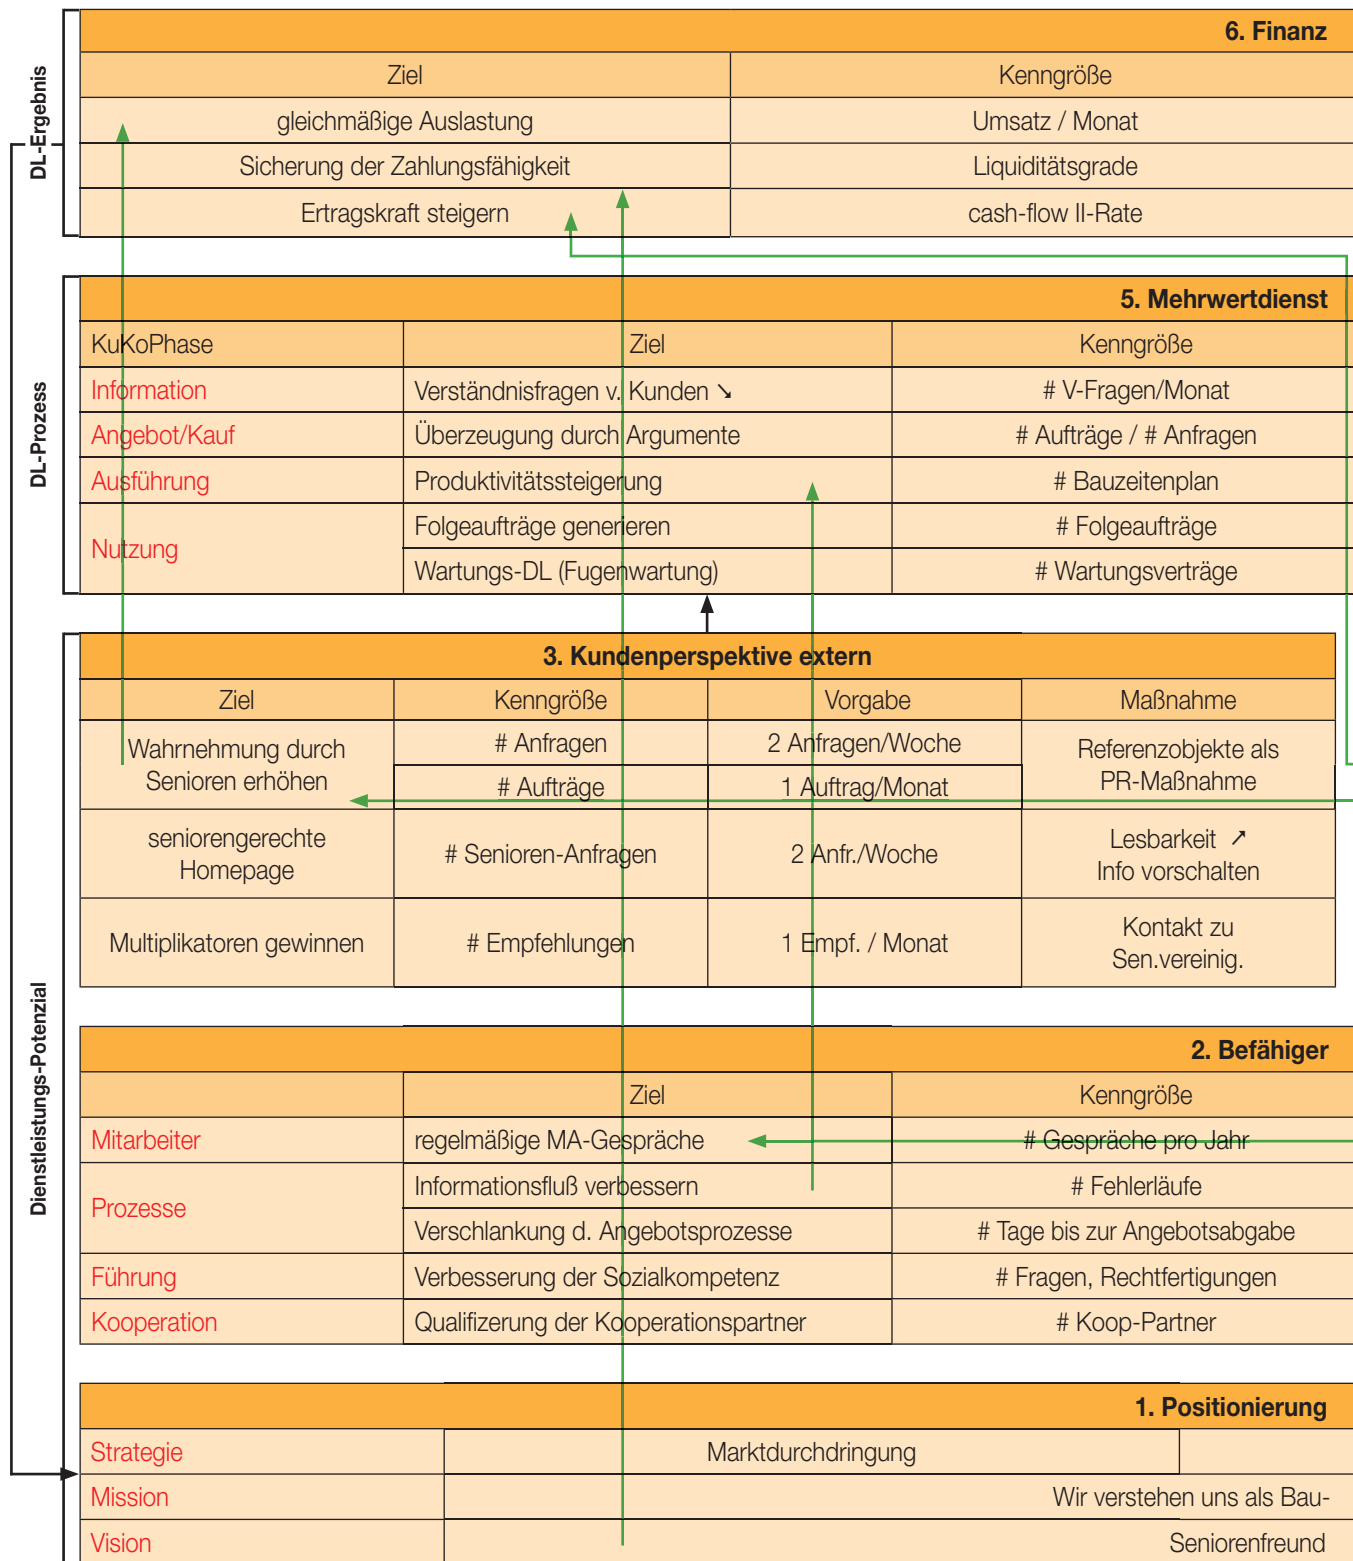 DL-Ergebnis
6. Finanz
Ziel Kenngröße
gleichmäßige Auslastung Umsatz / Monat
Sicherung der Zahlungsfähigkeit Liquiditätsgrade
Ertragskraft steigern cash-flow II-Rate
DL-Prozess
5. Mehrwertdienst
KuKoPhase Ziel Kenngröße
Information Verständnisfragen v. Kunden ↘ # V-Fragen/Monat
Angebot/Kauf Überzeugung durch Argumente # Aufträge / # Anfragen
Ausführung Produktivitätssteigerung # Bauzeitenplan
Nutzung Folgeaufträge generieren # Folgeaufträge
Wartungs-DL (Fugenwartung) # Wartungsverträge
Dienstleistungs-Potenzial
3. Kundenperspektive extern
Ziel Kenngröße Vorgabe Maßnahme
Wahrnehmung durch
Senioren erhöhen
# Anfragen 2 Anfragen/Woche
# Aufträge 1 Auftrag/Monat
Referenzobjekte als
PR-Maßnahme
seniorengerechte
Homepage
# Senioren-Anfragen 2 Anfr./Woche
Lesbarkeit ↗
Info vorschalten
Multiplikatoren gewinnen # Empfehlungen 1 Empf. / Monat
Kontakt zu
Sen.vereinig.
2. Befähiger
Ziel Kenngröße
Mitarbeiter regelmäßige MA-Gespräche # Gespräche pro Jahr
Prozesse Informationsfluß verbessern # Fehlerläufe
Verschlankung d. Angebotsprozesse # Tage bis zur Angebotsabgabe
Führung Verbesserung der Sozialkompetenz # Fragen, Rechtfertigungen
Kooperation Qualifizerung der Kooperationspartner # Koop-Partner
1. Positionierung
Strategie Marktdurchdringung
Mission Wir verstehen uns als Bau-
Vision Seniorenfreund